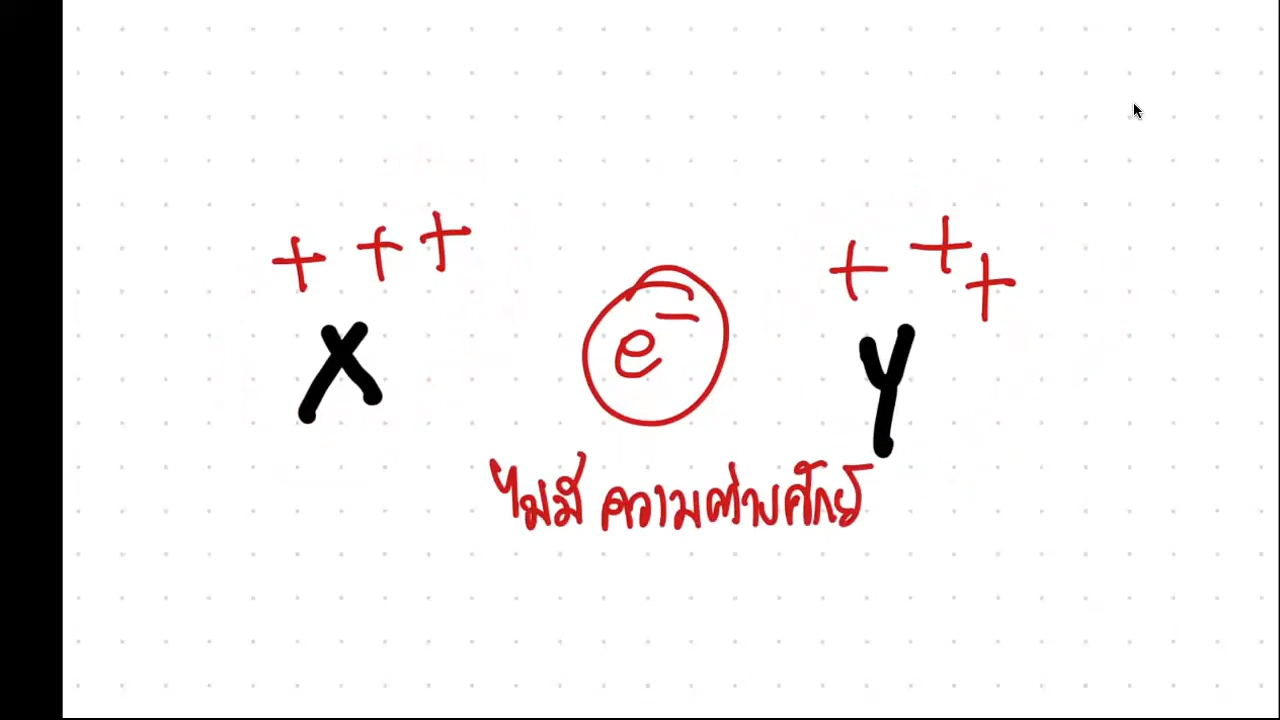 + + + + + +
x e⁻ y
ไม่มี ความต่างศักย์